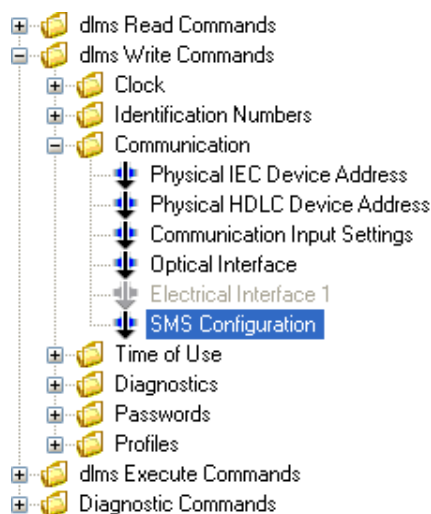 dlms Read Commands
dlms Write Commands
Clock
Identification Numbers
Communication
Physical IEC Device Address
Physical HDLC Device Address
Communication Input Settings
Optical Interface
Electrical Interface 1
SMS Configuration
Time of Use
Diagnostics
Passwords
Profiles
dlms Execute Commands
Diagnostic Commands